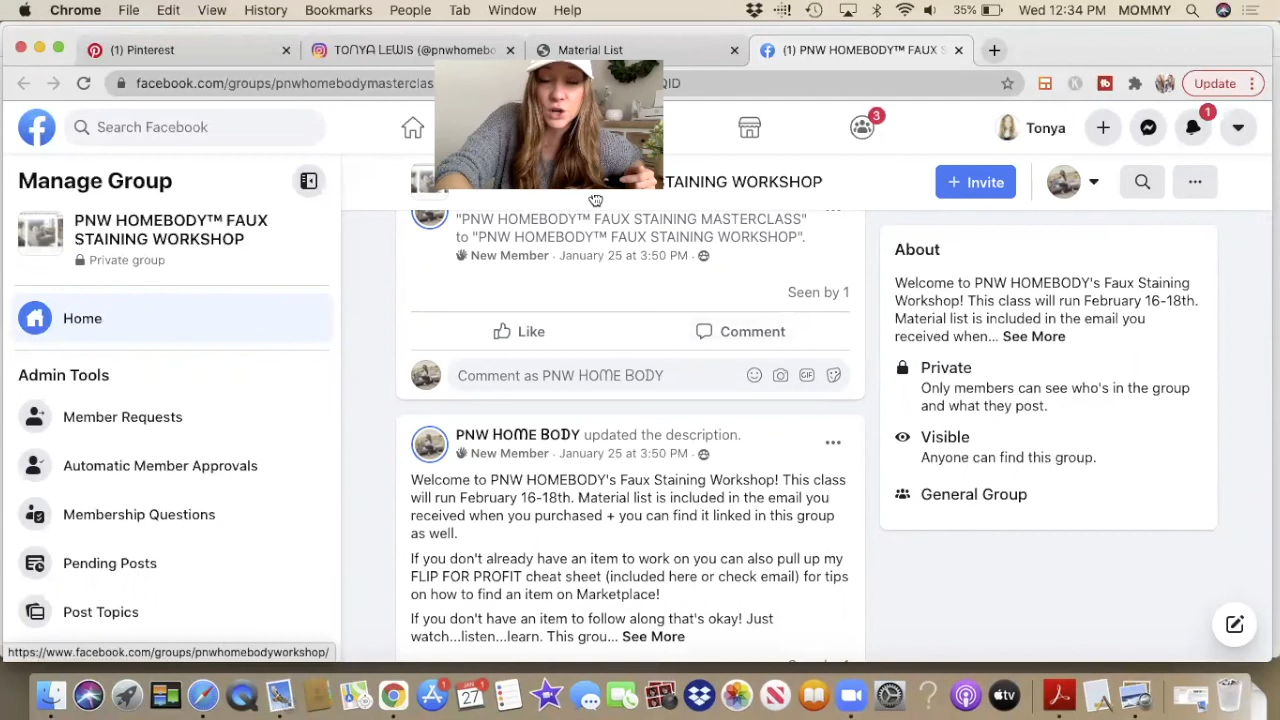 Chrome File Edit View History Bookmarks People Tab Window Help 35% Wed 12:34 PM MOMMY
(1) Pinterest TONYA LEWIS (@pnwhomebo Material List (1) PNW HOMEBODY™ FAUX S
facebook.com/groups/pnwhomebodymasterclas QID Update
Search Facebook 3 Tonya 1
Manage Group
TAINING WORKSHOP Invite
PNW HOMEBODY™ FAUX
STAINING WORKSHOP
Private group
Home
Admin Tools
Member Requests
Automatic Member Approvals
Membership Questions
Pending Posts
Post Topics
https://www.facebook.com/groups/pnwhomebodyworkshop/
"PNW HOMEBODY™ FAUX STAINING MASTERCLASS"
to "PNW HOMEBODY™ FAUX STAINING WORKSHOP".
New Member · January 25 at 3:50 PM ·
Seen by 1
Like Comment
Comment as PNW HOME BODY GIF
PNW HOME BODY updated the description.
New Member · January 25 at 3:50 PM ·
Welcome to PNW HOMEBODY's Faux Staining Workshop! This class
will run February 16-18th. Material list is included in the email you
received when you purchased + you can find it linked in this group
as well.
If you don't already have an item to work on you can also pull up my
FLIP FOR PROFIT cheat sheet (included here or check email) for tips
on how to find an item on Marketplace!
If you don't have an item to follow along that's okay! Just
watch...listen...learn. This grou... See More
About
Welcome to PNW HOMEBODY's Faux Staining
Workshop! This class will run February 16-18th.
Material list is included in the email you
received when... See More
Private
Only members can see who's in the group
and what they post.
Visible
Anyone can find this group.
General Group
1 JAN 27 1 tv